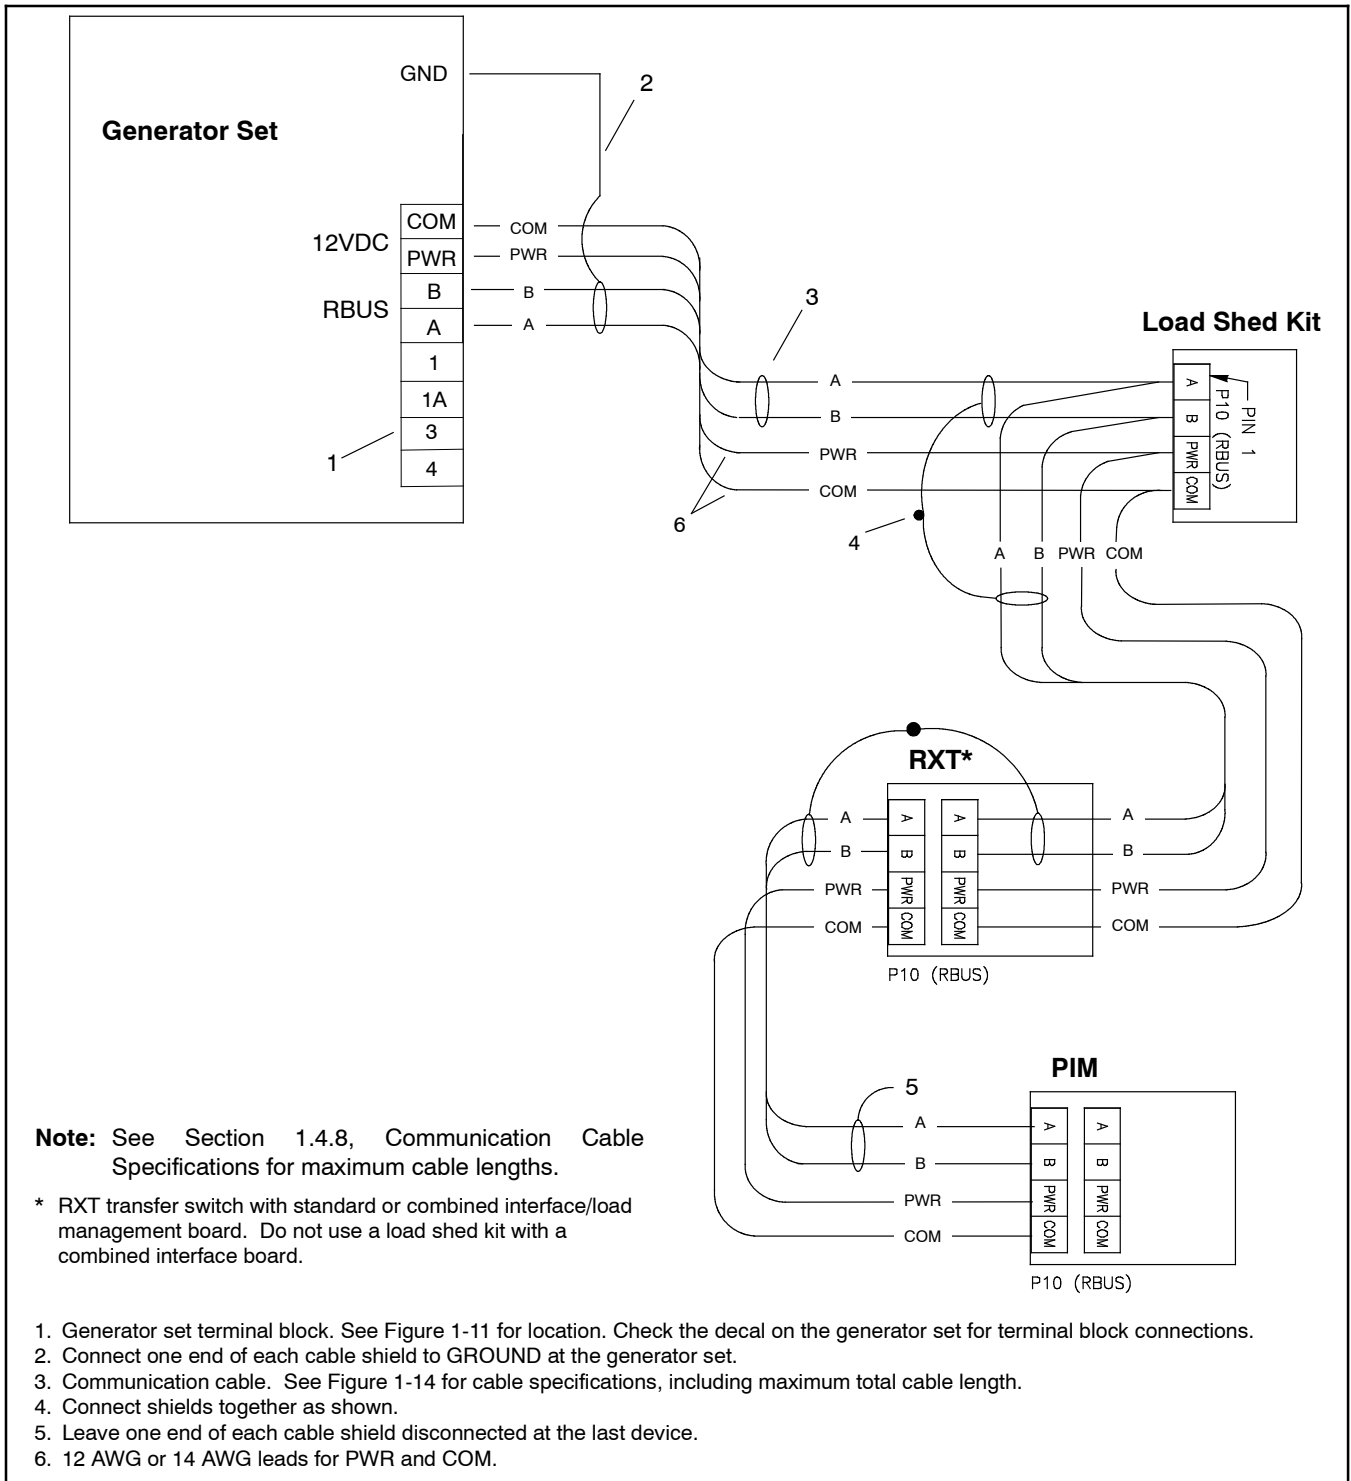 GND
2
Generator Set
12VDC
COM
PWR
RBUS
B
A
1
1A
3
4
COM
PWR
B
A
1
3
Load Shed Kit
A
B
PWR
COM
A
B
PWR
COM
PIN 1
P10 (RBUS)
6
4
A B PWR COM
RXT*
A
B
PWR
COM
A
B
PWR
COM
A
B
PWR
COM
A
B
PWR
COM
P10 (RBUS)
PIM
5
A
B
PWR
COM
A
B
PWR
COM
A
B
PWR
COM
P10 (RBUS)
Note: See Section 1.4.8, Communication Cable
Specifications for maximum cable lengths.
* RXT transfer switch with standard or combined interface/load
management board. Do not use a load shed kit with a
combined interface board.
1. Generator set terminal block. See Figure 1-11 for location. Check the decal on the generator set for terminal block connections.
2. Connect one end of each cable shield to GROUND at the generator set.
3. Communication cable. See Figure 1-14 for cable specifications, including maximum total cable length.
4. Connect shields together as shown.
5. Leave one end of each cable shield disconnected at the last device.
6. 12 AWG or 14 AWG leads for PWR and COM.